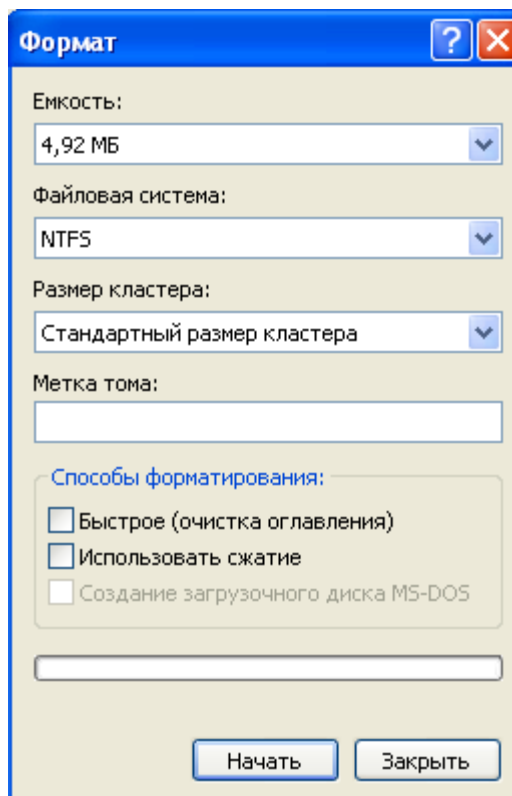 Формат
Емкость:
4,92 МБ
Файловая система:
NTFS
Размер кластера:
Стандартный размер кластера
Метка тома:
Способы форматирования:
Быстрое (очистка оглавления)
Использовать сжатие
Создание загрузочного диска MS-DOS
Начать Закрыть